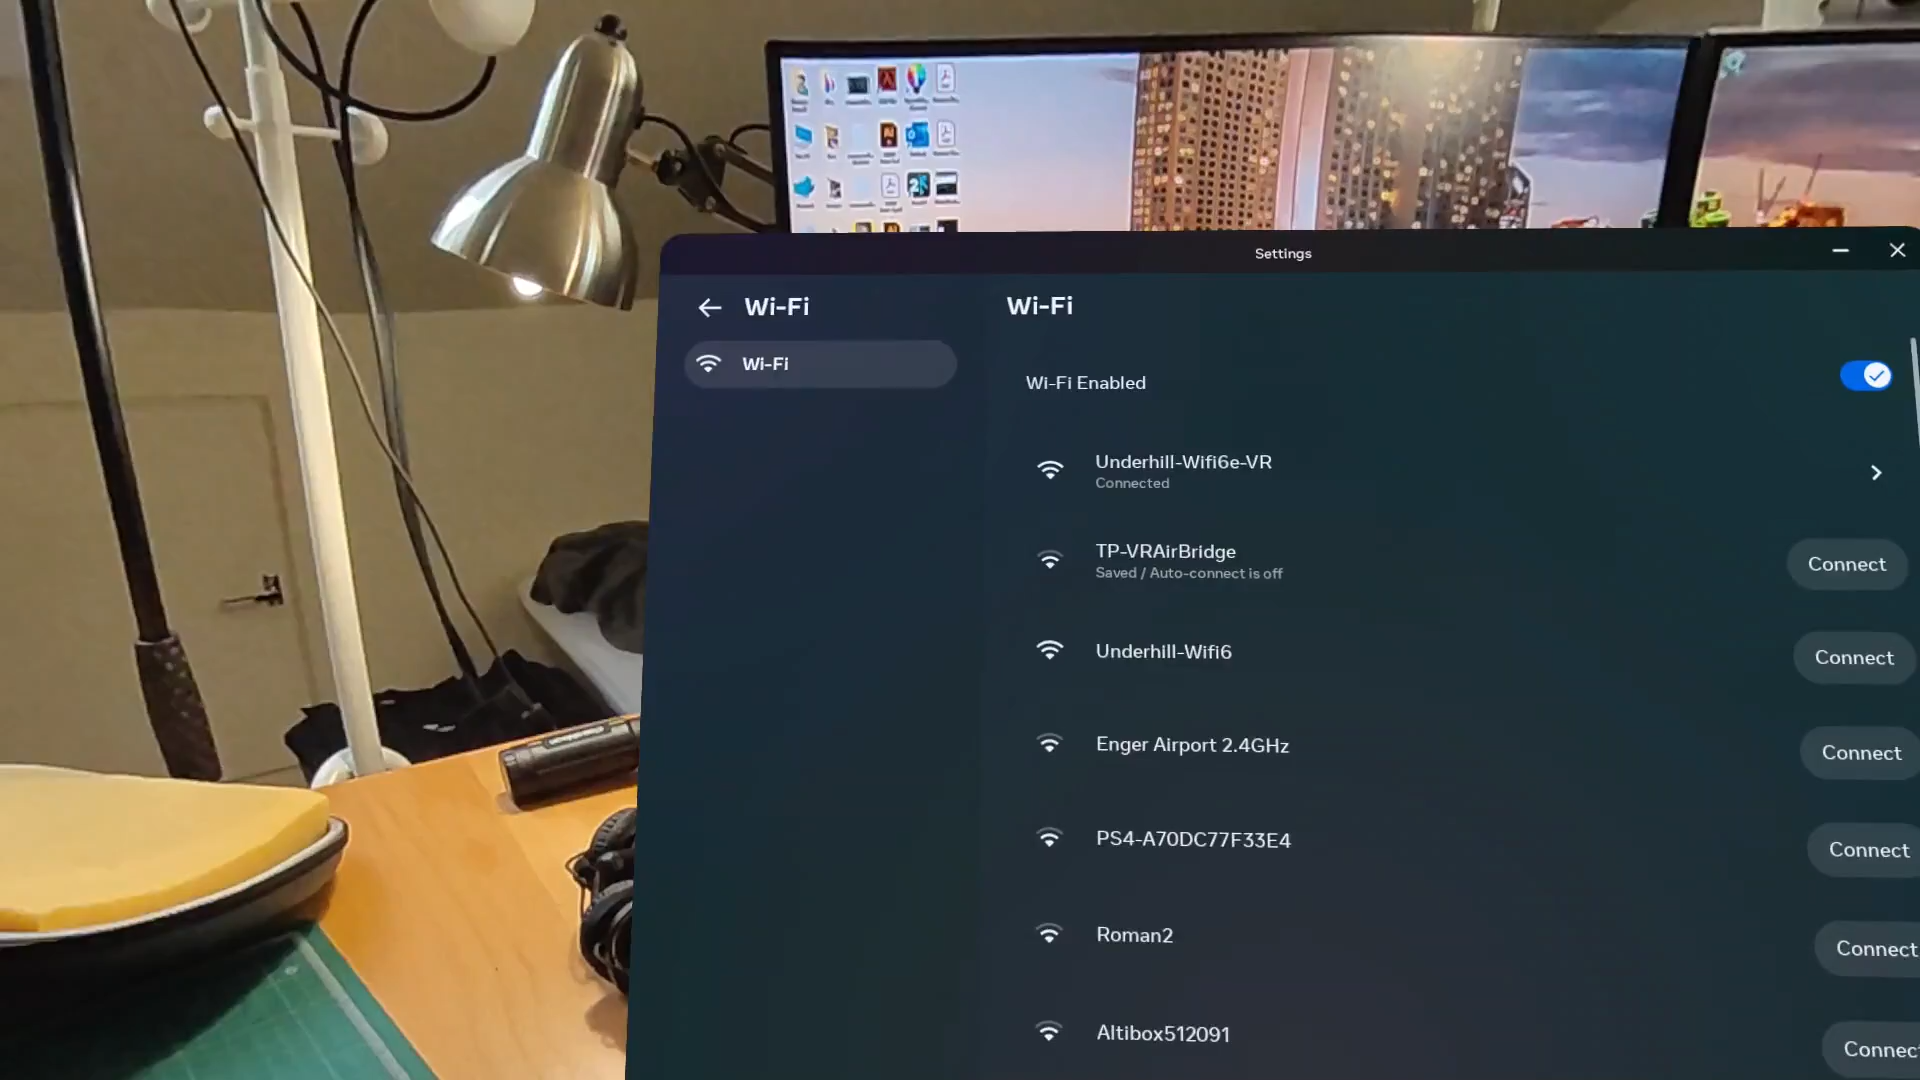 Settings
Wi-Fi
Wi-Fi
Wi-Fi
Wi-Fi Enabled
Underhill-Wifi6e-VR
Connected
TP-VRAirBridge
Saved / Auto-connect is off
Connect
Underhill-Wifi6
Connect
Enger Airport 2.4GHz
Connect
PS4-A70DC77F33E4
Connect
Roman2
Connect
Altibox512091
Connect